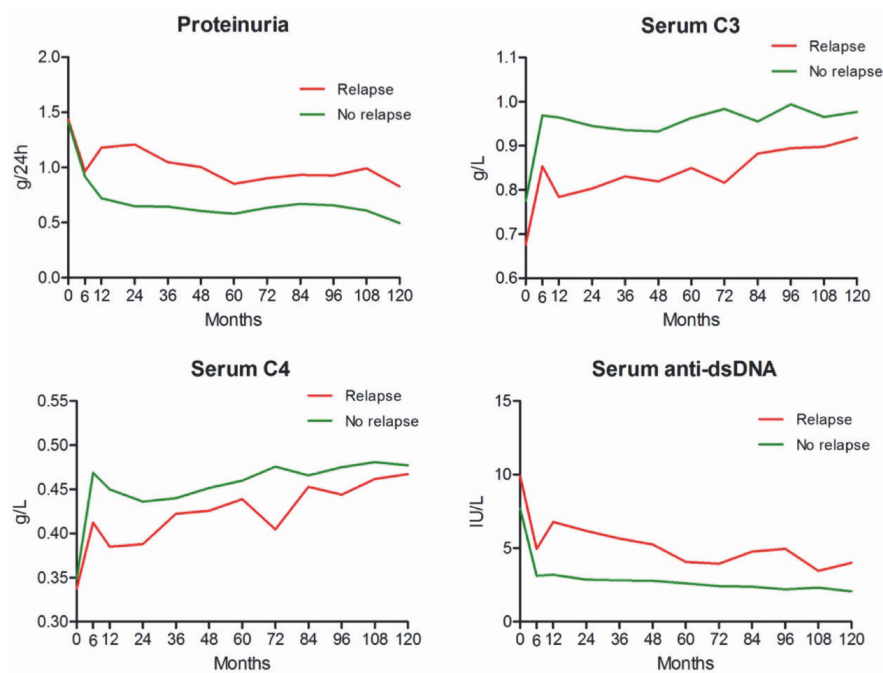 Proteinuria
2.0
1.5
1.0
0.5
0.0
g/24h
Relapse
No relapse
0 6 12 24 36 48 60 72 84 96 108 120
Months
Serum C3
1.1
1.0
0.9
0.8
0.7
0.6
g/L
Relapse
No relapse
0 6 12 24 36 48 60 72 84 96 108 120
Months
Serum C4
0.55
0.50
0.45
0.40
0.35
0.30
g/L
Relapse
No relapse
0 6 12 24 36 48 60 72 84 96 108 120
Months
Serum anti-dsDNA
15
10
5
0
IU/L
Relapse
No relapse
0 6 12 24 36 48 60 72 84 96 108 120
Months